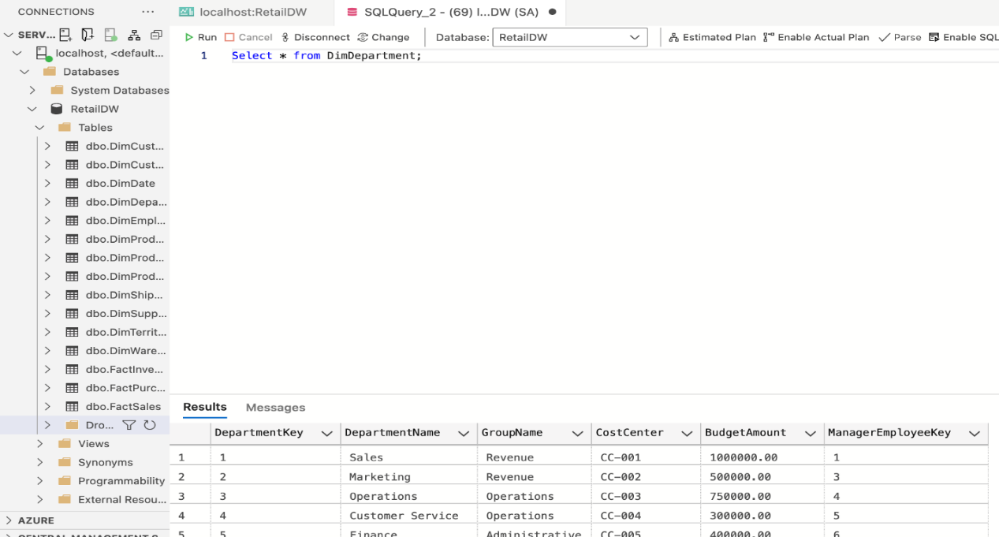 CONNECTIONS ...
localhost:RetailDW
SQLQuery_2 - (69) l...DW (SA)
SERV...
Run Cancel Disconnect Change Database: RetailDW Estimated Plan Enable Actual Plan Parse Enable SQL
1 Select * from DimDepartment;
localhost, <default...
Databases
System Databases
RetailDW
Tables
dbo.DimCust...
dbo.DimCust...
dbo.DimDate
dbo.DimDepa...
dbo.DimEmpl...
dbo.DimProd...
dbo.DimProd...
dbo.DimProd...
dbo.DimShip...
dbo.DimSupp...
dbo.DimTerrit...
dbo.DimWare...
dbo.FactInve...
dbo.FactPurc...
dbo.FactSales
Dro...
Views
Synonyms
Programmability
External Resou...
AZURE
CENTRAL MANAGEMENT S
Results Messages
DepartmentKey DepartmentName GroupName CostCenter BudgetAmount ManagerEmployeeKey
1 1 Sales Revenue CC-001 1000000.00 1
2 2 Marketing Revenue CC-002 500000.00 3
3 3 Operations Operations CC-003 750000.00 4
4 4 Customer Service Operations CC-004 300000.00 5
5 5 Finance Administrative CC-005 400000.00 6